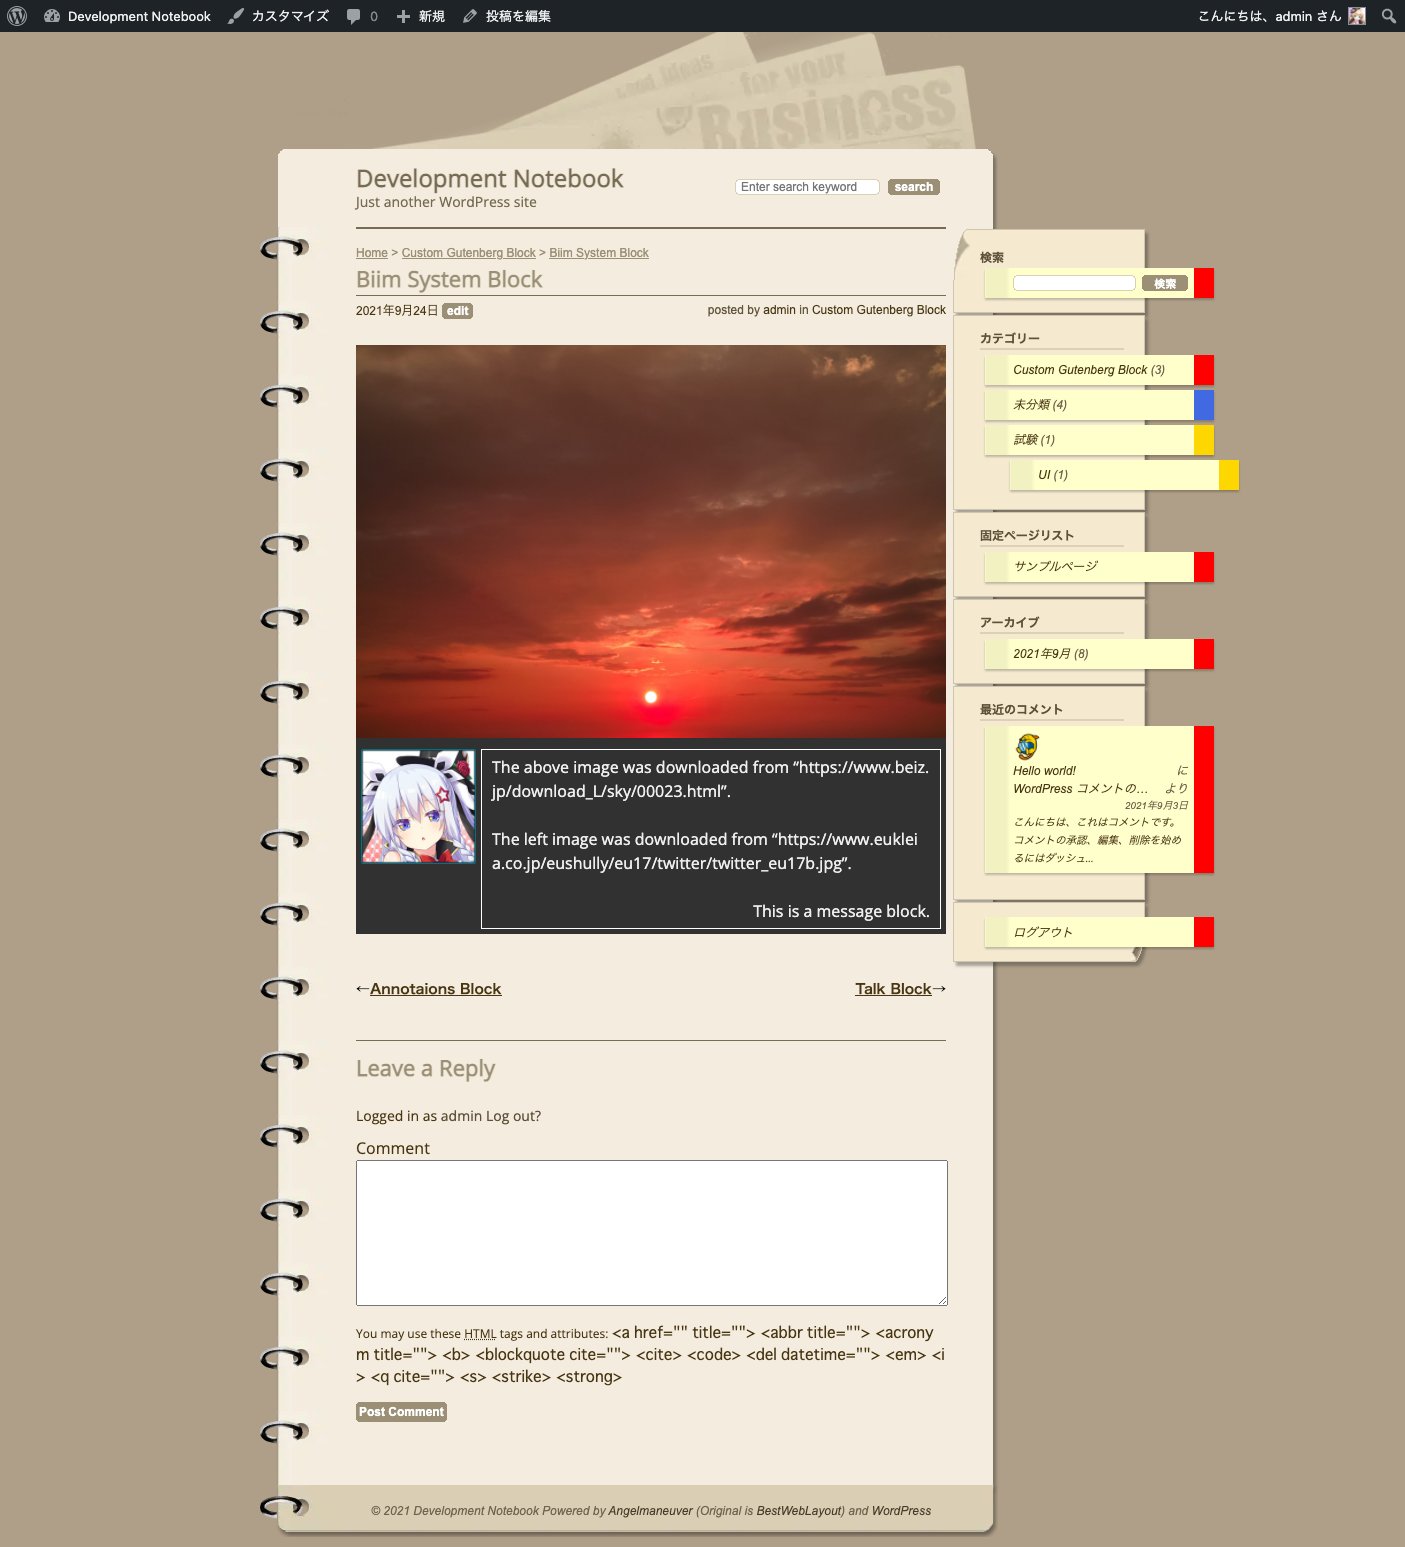 Development Notebook
カスタマイズ
0
新規
投稿を編集
こんにちは、admin さん
and ideas
for your
Business
Development Notebook
Just another WordPress site
Enter search keyword
search
Home > Custom Gutenberg Block > Biim System Block
Biim System Block
2021年9月24日 edit
posted by admin in Custom Gutenberg Block
The above image was downloaded from “https://www.beiz.
jp/download_L/sky/00023.html”.
The left image was downloaded from “https://www.euklei
a.co.jp/eushully/eu17/twitter/twitter_eu17b.jpg”.
This is a message block.
←Annotaions Block
Talk Block→
Leave a Reply
Logged in as admin Log out?
Comment
You may use these HTML tags and attributes: <a href="" title=""> <abbr title=""> <acrony
m title=""> <b> <blockquote cite=""> <cite> <code> <del datetime=""> <em> <i
> <q cite=""> <s> <strike> <strong>
Post Comment
検索
検索
カテゴリー
Custom Gutenberg Block (3)
未分類 (4)
試験 (1)
UI (1)
固定ページリスト
サンプルページ
アーカイブ
2021年9月 (8)
最近のコメント
Hello world! に
WordPress コメントの… より
2021年9月3日
こんにちは、これはコメントです。
コメントの承認、編集、削除を始め
るにはダッシュ...
ログアウト
© 2021 Development Notebook Powered by Angelmaneuver (Original is BestWebLayout) and WordPress